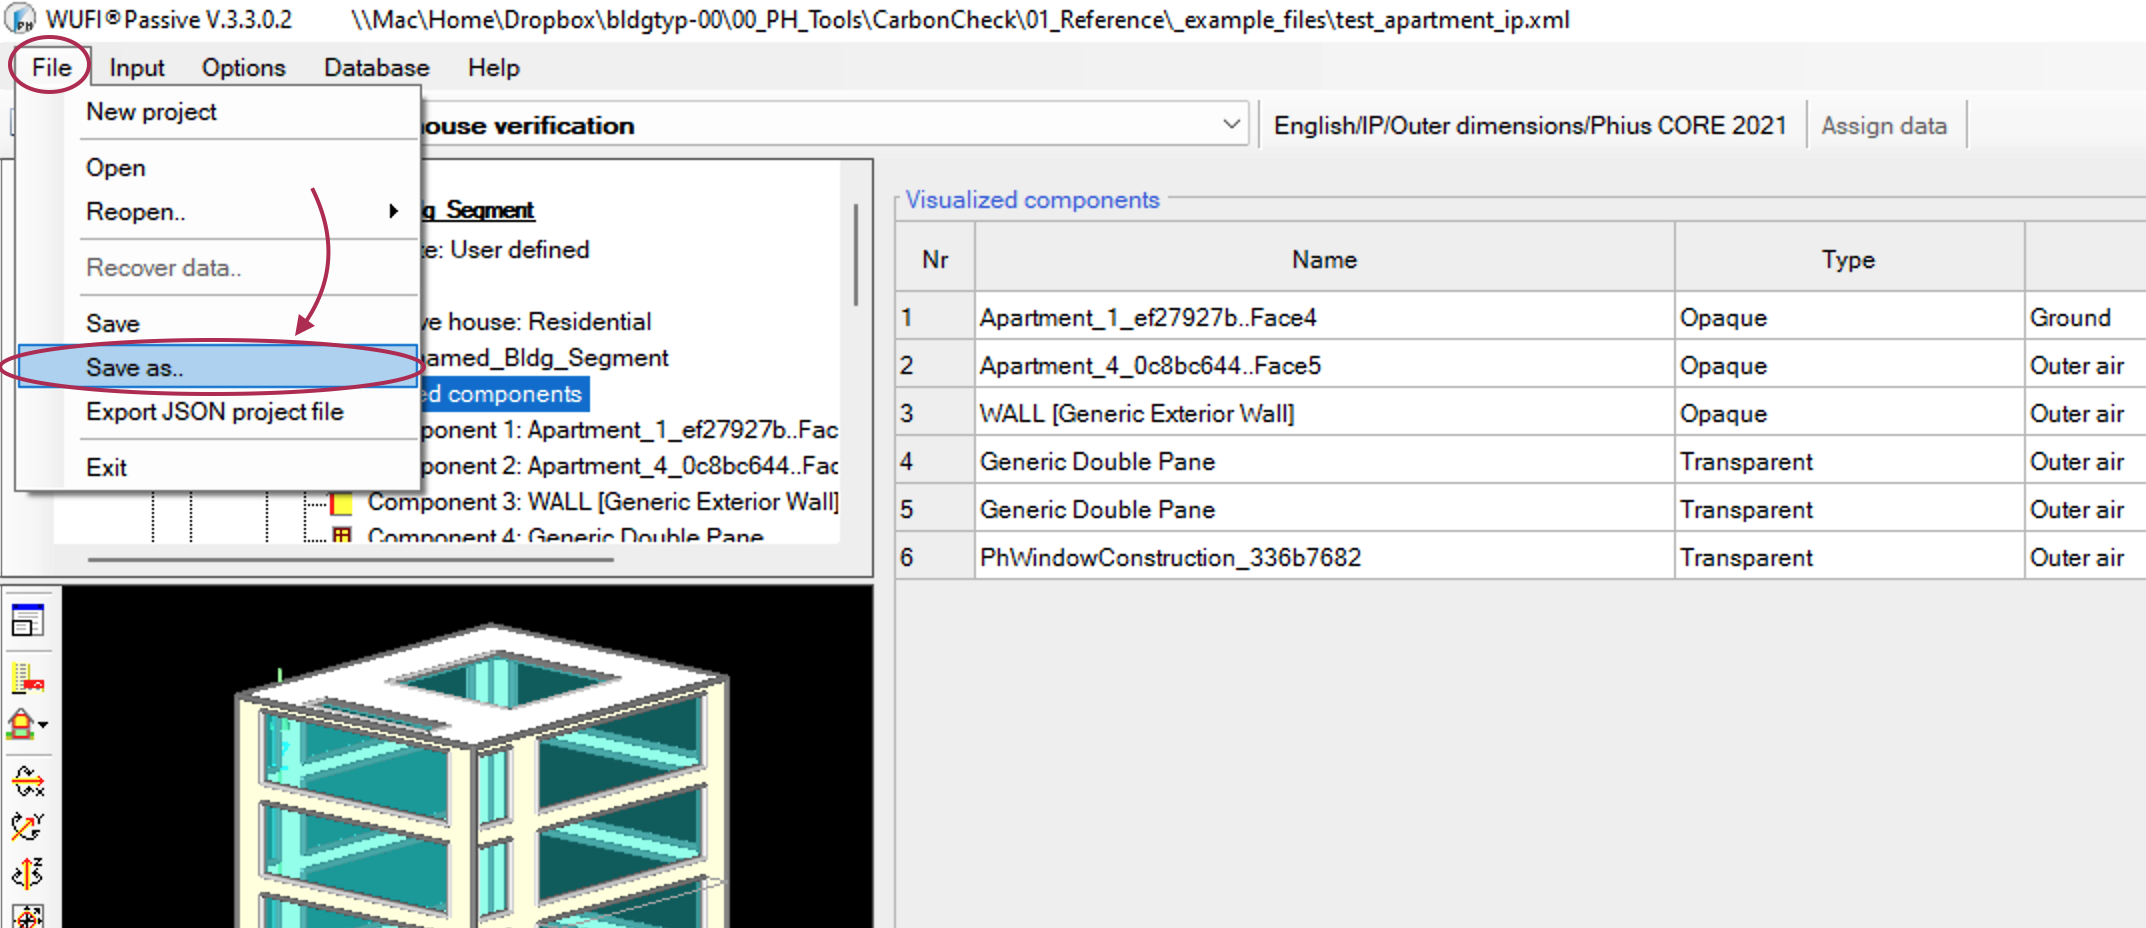 WUFI®Passive V.3.3.0.2 \\Mac\Home\Dropbox\bldgtyp-00\00_PH_Tools\CarbonCheck\01_Reference\_example_files\test_apartment_ip.xml
File Input Options Database Help
New project
Open
Reopen..
Recover data..
Save
Save as..
Export JSON project file
Exit
ouse verification
English/IP/Outer dimensions/Phius CORE 2021
Assign data
g_Segment
te: User defined
ve house: Residential
named_Bldg_Segment
ed components
ponent 1: Apartment_1_ef27927b..Fac
ponent 2: Apartment_4_0c8bc644..Fac
Component 3: WALL [Generic Exterior Wall]
Component 4: Generic Double Pane
Visualized components
Nr Name Type
1 Apartment_1_ef27927b..Face4 Opaque Ground
2 Apartment_4_0c8bc644..Face5 Opaque Outer air
3 WALL [Generic Exterior Wall] Opaque Outer air
4 Generic Double Pane Transparent Outer air
5 Generic Double Pane Transparent Outer air
6 PhWindowConstruction_336b7682 Transparent Outer air
X
Y
Z